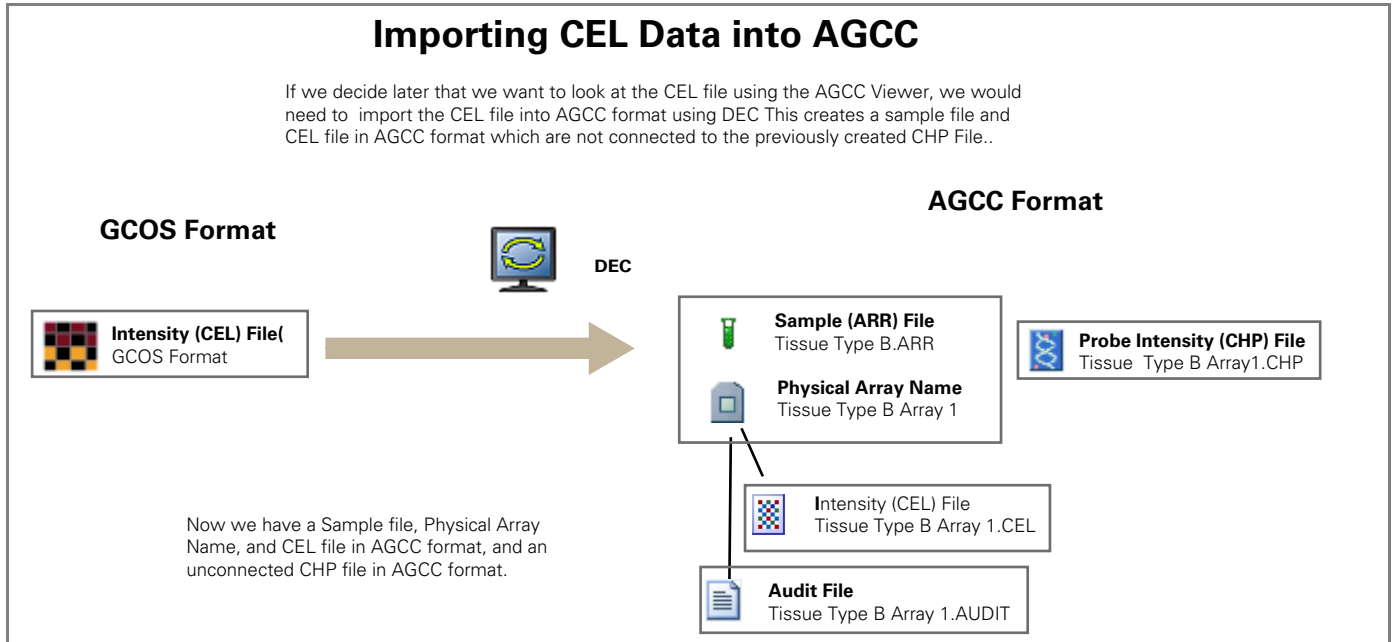 Importing CEL Data into AGCC
If we decide later that we want to look at the CEL file using the AGCC Viewer, we would
need to import the CEL file into AGCC format using DEC This creates a sample file and
CEL file in AGCC format which are not connected to the previously created CHP File..
AGCC Format
GCOS Format
DEC
Intensity (CEL) File(
GCOS Format
Sample (ARR) File
Tissue Type B.ARR
Physical Array Name
Tissue Type B Array 1
Probe Intensity (CHP) File
Tissue Type B Array1.CHP
Intensity (CEL) File
Tissue Type B Array 1.CEL
Now we have a Sample file, Physical Array
Name, and CEL file in AGCC format, and an
unconnected CHP file in AGCC format.
Audit File
Tissue Type B Array 1.AUDIT